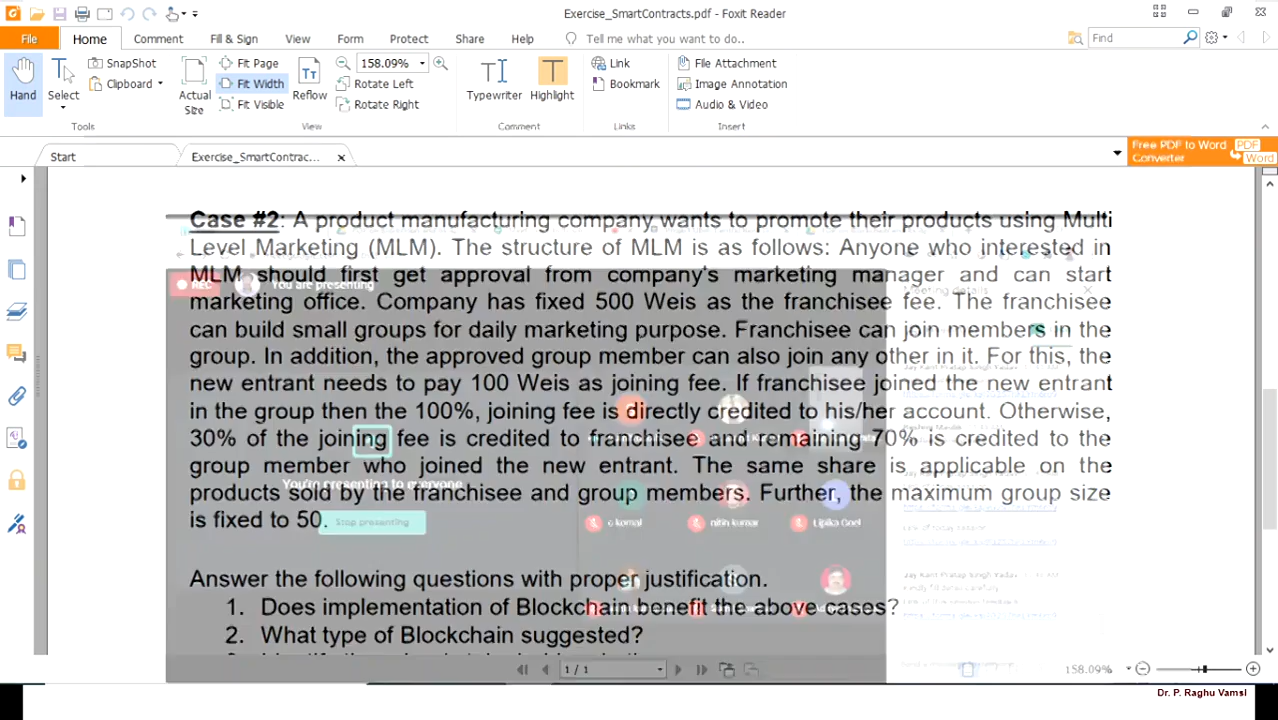 Exercise_SmartContracts.pdf - Foxit Reader
File Home Comment Fill & Sign View Form Protect Share Help Tell me what you want to do.. Find
SnapShot Fit Page 158.09% Rotate Left Link File Attachment
Hand Select Clipboard Actual Size Fit Width Reflow Rotate Right Typewriter Highlight Bookmark Image Annotation
Fit Visible Audio & Video
Tools View Comment Links Insert
Start Exercise_SmartContrac... Free PDF to Word Converter PDF Word
Case #2: A product manufacturing company wants to promote their products using Multi
Level Marketing (MLM). The structure of MLM is as follows: Anyone who interested in
MLM should first get approval from company's marketing manager and can start
REC You are presenting
Meeting details
marketing office. Company has fixed 500 Weis as the franchisee fee. The franchisee
can build small groups for daily marketing purpose. Franchisee can join members in the
group. In addition, the approved group member can also join any other in it. For this, the
new entrant needs to pay 100 Weis as joining fee. If franchisee joined the new entrant
in the group then the 100%, joining fee is directly credited to his/her account. Otherwise,
30% of the joining fee is credited to franchisee and remaining 70% is credited to the
group member who joined the new entrant. The same share is applicable on the
You're presenting to everyone
products sold by the franchisee and group members. Further, the maximum group size
is fixed to 50.
Stop presenting
c komal nitin kumar Lipika Goel
Answer the following questions with proper justification.
1. Does implementation of Blockchain benefit the above cases?
2. What type of Blockchain suggested?
1 / 1 158.09%
Dr. P. Raghu Vamsi